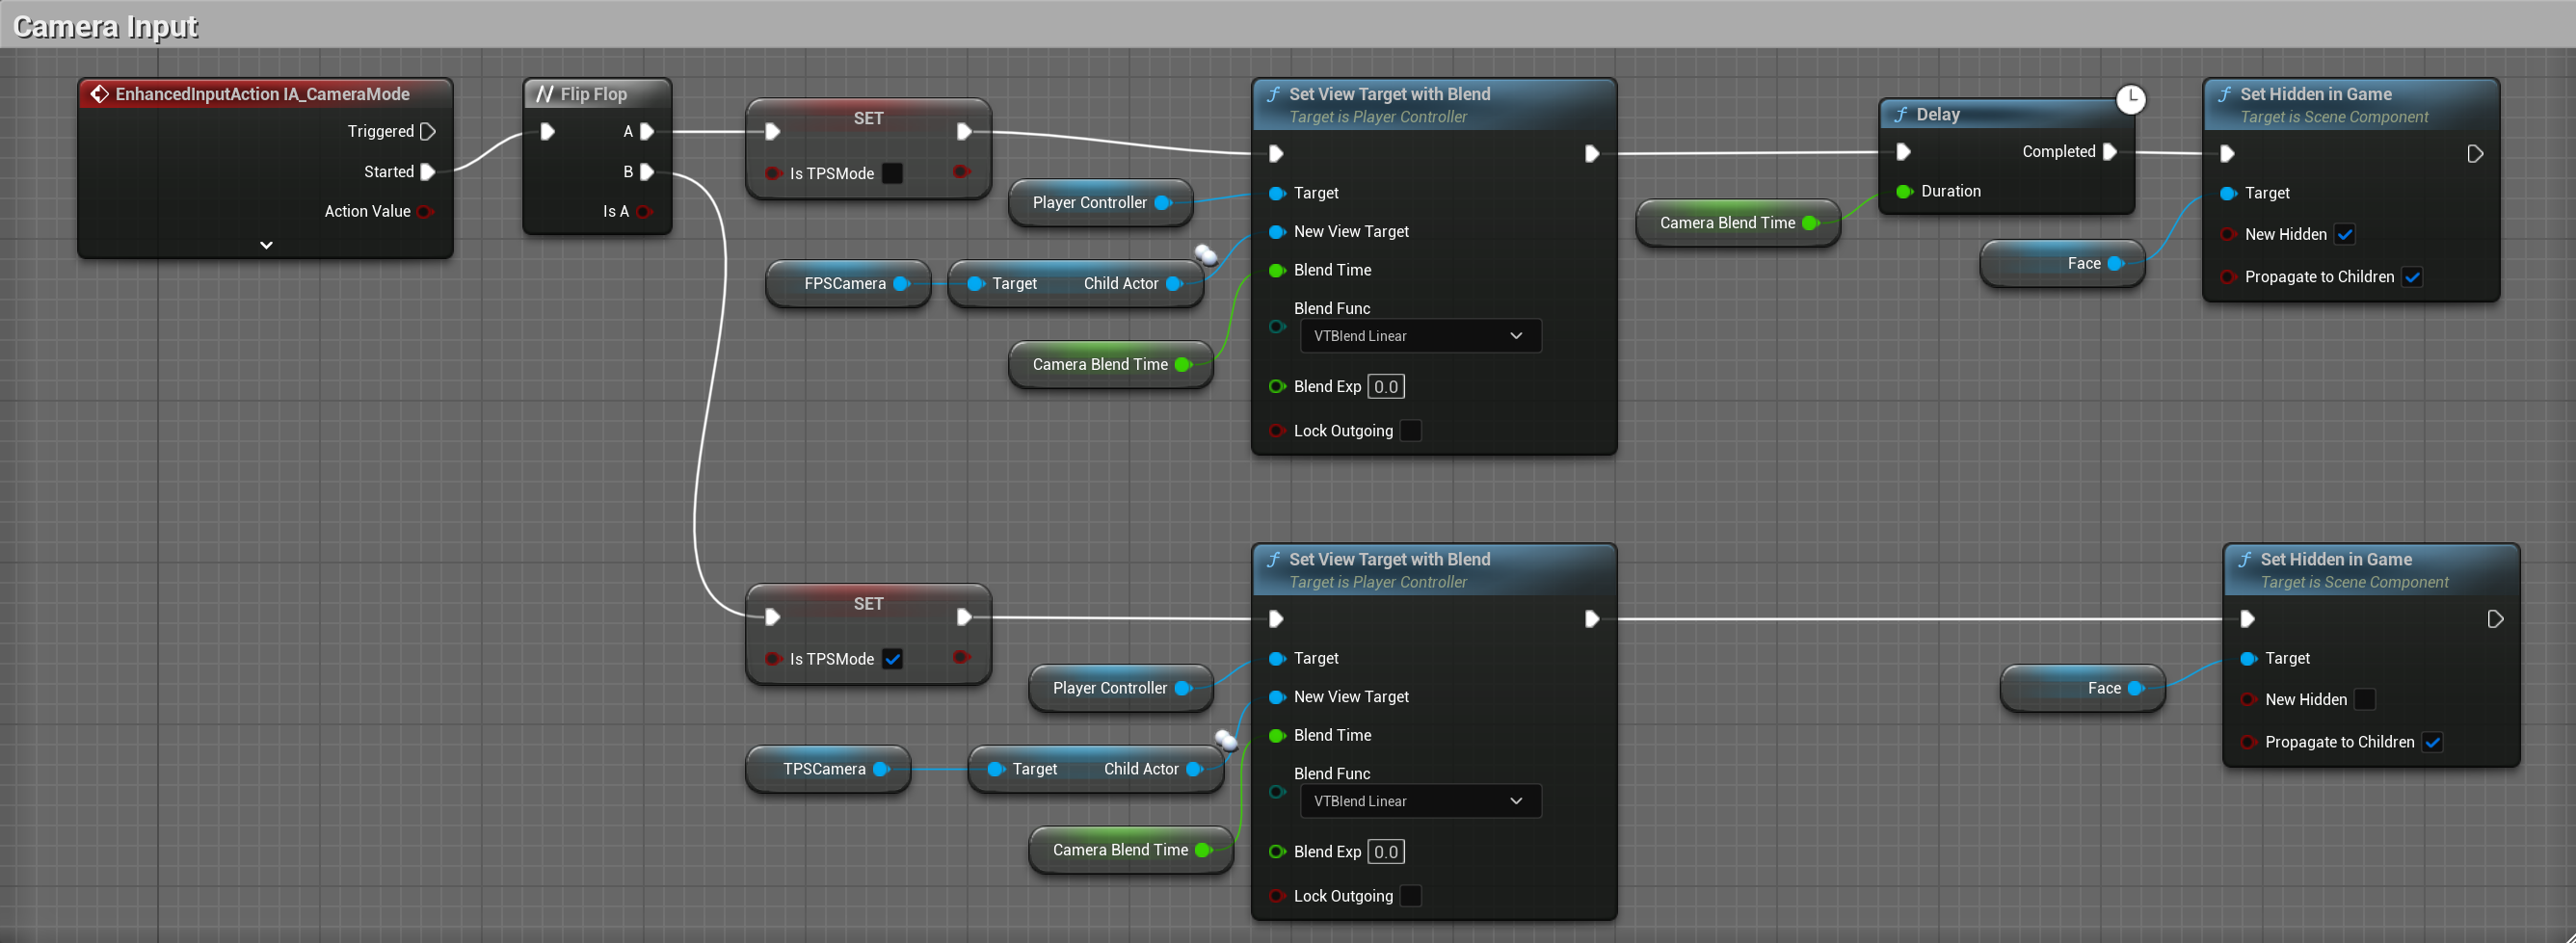 Camera Input
EnhancedInputAction IA_CameraMode
Triggered
Started
Action Value
Flip Flop
A
B
Is A
SET
Is TPSMode
Player Controller
FPSCamera
Target Child Actor
Camera Blend Time
Set View Target with Blend
Target is Player Controller
Target
New View Target
Blend Time
Blend Func
VTBlend Linear
Blend Exp 0.0
Lock Outgoing
Camera Blend Time
Delay
Completed
Duration
Face
Set Hidden in Game
Target is Scene Component
Target
New Hidden
Propagate to Children
SET
Is TPSMode
Player Controller
TPSCamera
Target Child Actor
Camera Blend Time
Set View Target with Blend
Target is Player Controller
Target
New View Target
Blend Time
Blend Func
VTBlend Linear
Blend Exp 0.0
Lock Outgoing
Face
Set Hidden in Game
Target is Scene Component
Target
New Hidden
Propagate to Children